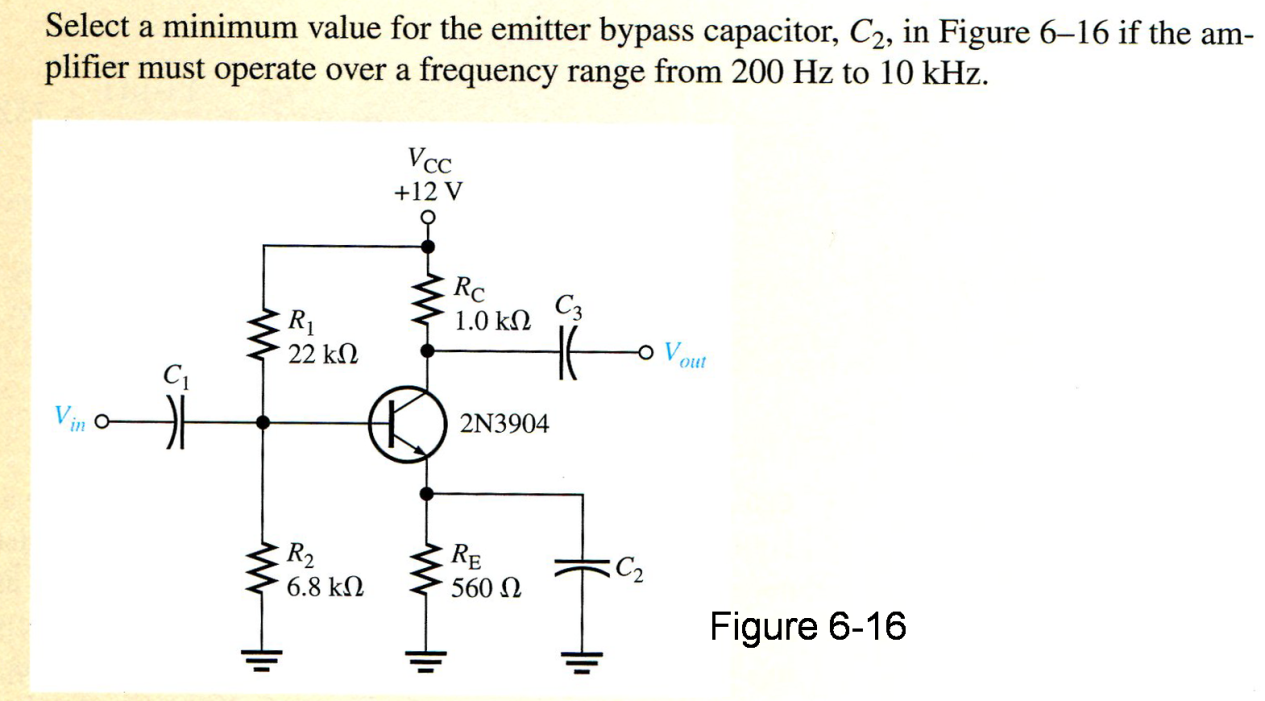 Select a minimum value for the emitter bypass capacitor, C₂, in Figure 6–16 if the am-
plifier must operate over a frequency range from 200 Hz to 10 kHz.
VCC
+12 V
RC
1.0 kΩ
C₃
R₁
22 kΩ
Vout
C₁
Vin
2N3904
R₂
6.8 kΩ
RE
560 Ω
C₂
Figure 6-16